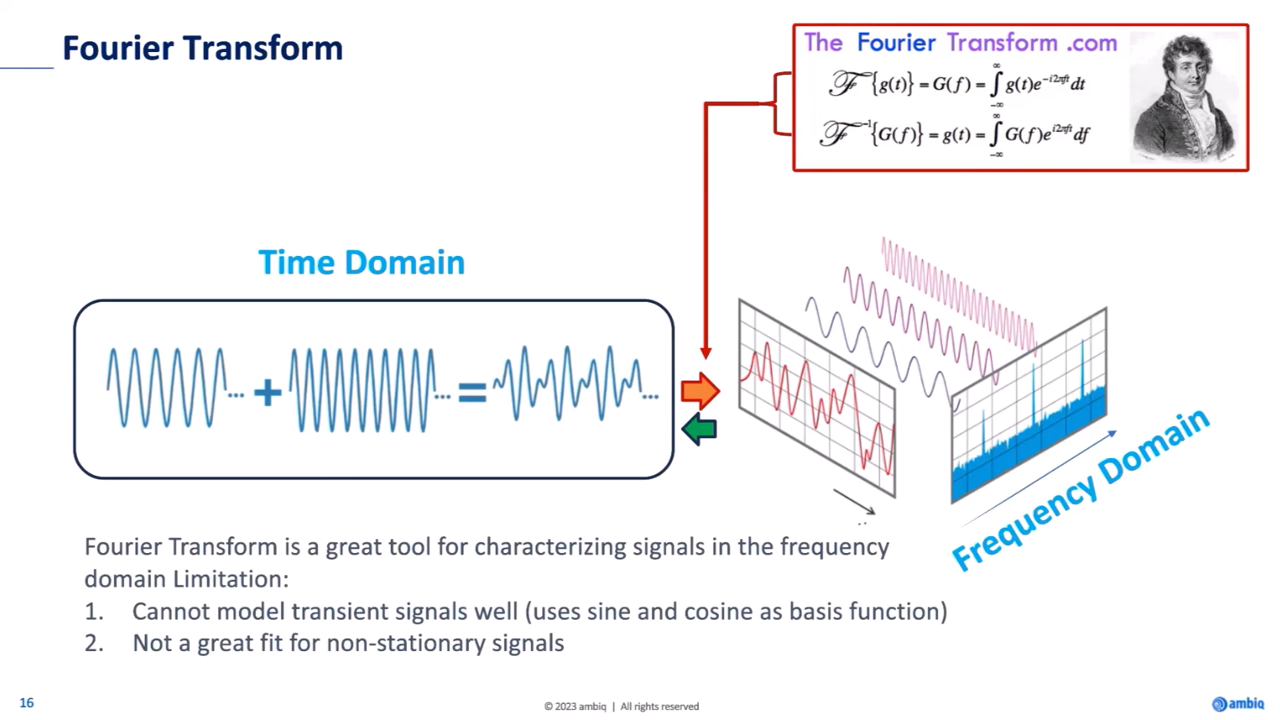 Fourier Transform
The Fourier Transform .com
ℱ{g(t)} = G(f) = ∫_{-∞}^{∞} g(t)e^{-i2πft} dt
ℱ^{-1}{G(f)} = g(t) = ∫_{-∞}^{∞} G(f)e^{i2πft} df
Time Domain
... + ... = ...
Frequency Domain
Fourier Transform is a great tool for characterizing signals in the frequency
domain Limitation:
1. Cannot model transient signals well (uses sine and cosine as basis function)
2. Not a great fit for non-stationary signals
16
© 2023 ambiq | All rights reserved
ambiq